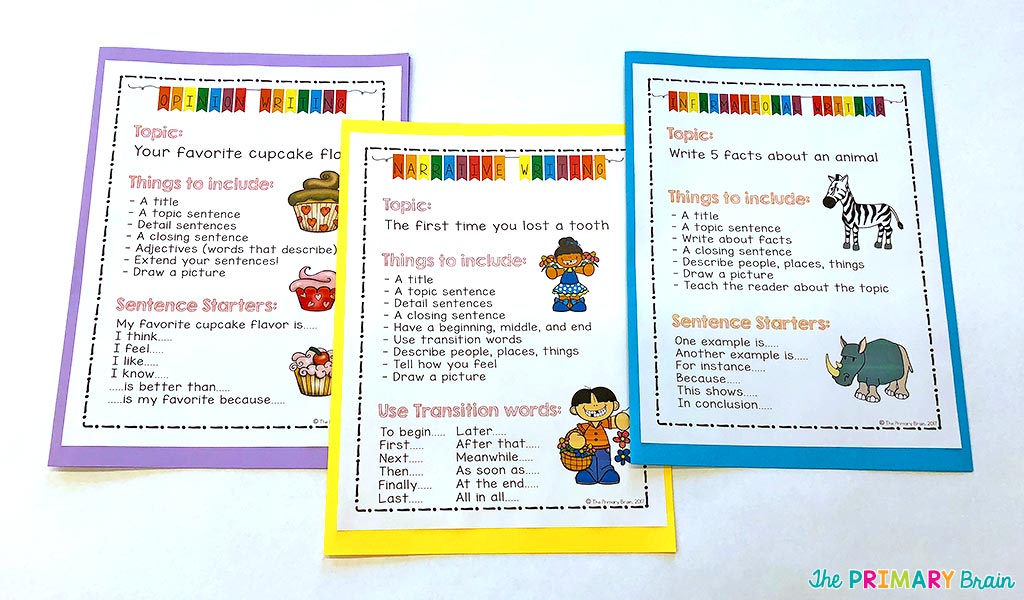 OPINION WRITING
Topic:
Your favorite cupcake fla
Things to include:
- A title
- A topic sentence
- Detail sentences
- A closing sentence
- Adjectives (words that describe)
- Extend your sentences!
- Draw a picture
Sentence Starters:
My favorite cupcake flavor is.....
I think.....
I feel.....
I like.....
I know.....
.....is better than.....
.....is my favorite because.....
© The Prima
NARRATIVE WRITING
Topic:
The first time you lost a tooth
Things to include:
- A title
- A topic sentence
- Detail sentences
- A closing sentence
- Have a beginning, middle, and end
- Use transition words
- Describe people, places, things
- Tell how you feel
- Draw a picture
Use Transition words:
To begin..... Later.....
First..... After that.....
Next..... Meanwhile.....
Then..... As soon as.....
Finally..... At the end.....
Last..... All in all.....
© The Primary Brain, 2017
INFORMATIONAL WRITING
Topic:
Write 5 facts about an animal
Things to include:
- A title
- A topic sentence
- Write about facts
- A closing sentence
- Describe people, places, things
- Draw a picture
- Teach the reader about the topic
Sentence Starters:
One example is.....
Another example is.....
For instance.....
Because.....
This shows.....
In conclusion.....
© The Primary Brain, 2017
The PRIMARY Brain